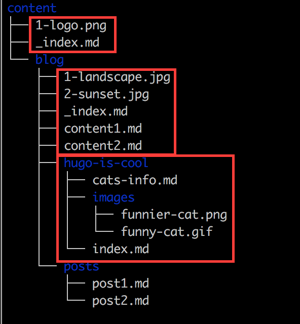 content
1-logo.png
_index.md
blog
1-landscape.jpg
2-sunset.jpg
_index.md
content1.md
content2.md
hugo-is-cool
cats-info.md
images
funnier-cat.png
funny-cat.gif
index.md
posts
post1.md
post2.md